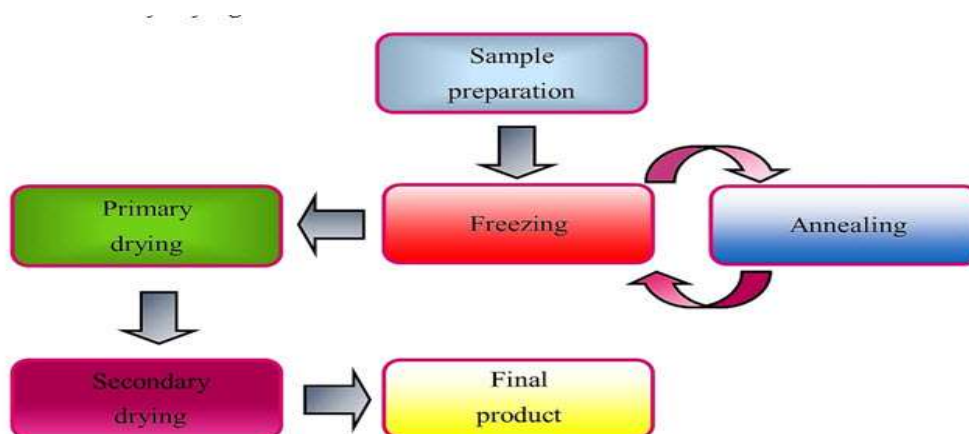 Sample
preparation
Freezing
Annealing
Primary
drying
Secondary
drying
Final
product